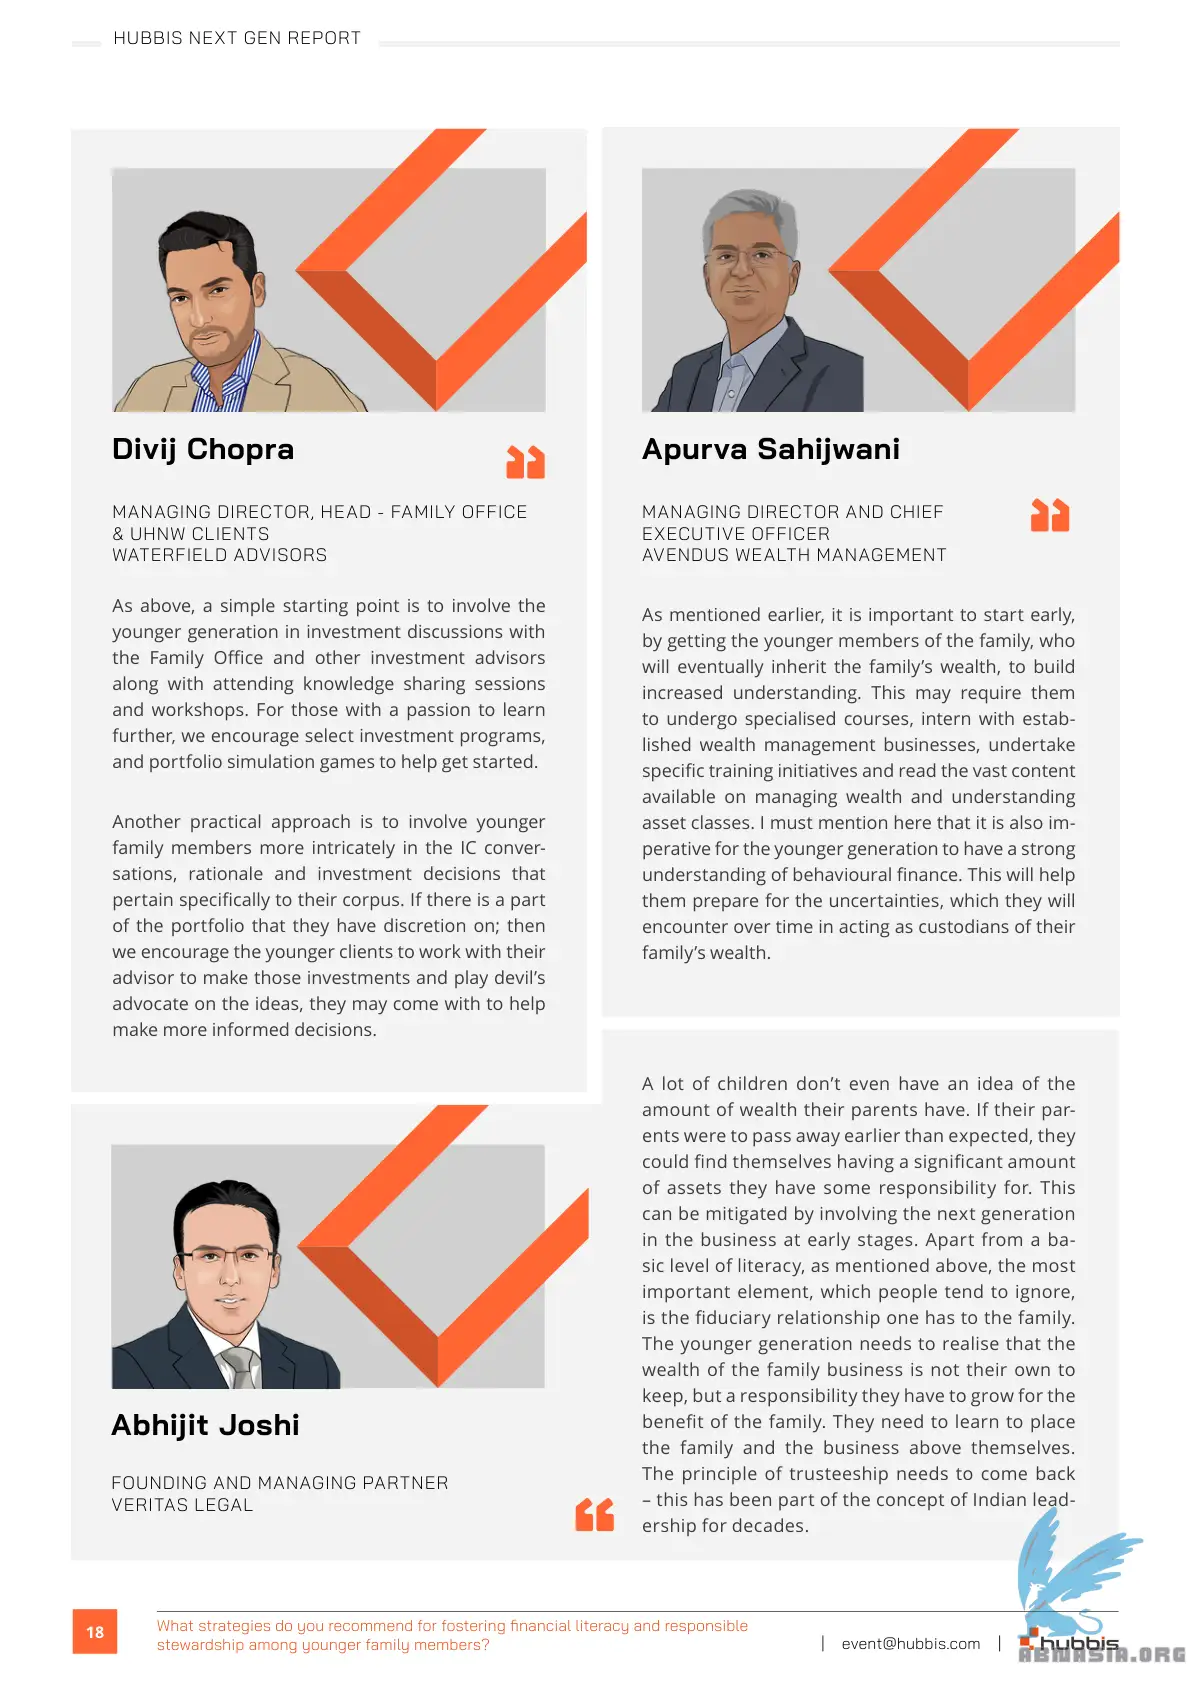 HUBBIS NEXT GEN REPORT
Divij Chopra
MANAGING DIRECTOR, HEAD - FAMILY OFFICE
& UHNW CLIENTS
WATERFIELD ADVISORS
As above, a simple starting point is to involve the
younger generation in investment discussions with
the Family Office and other investment advisors
along with attending knowledge sharing sessions
and workshops. For those with a passion to learn
further, we encourage select investment programs,
and portfolio simulation games to help get started.
Another practical approach is to involve younger
family members more intricately in the IC conver-
sations, rationale and investment decisions that
pertain specifically to their corpus. If there is a part
of the portfolio that they have discretion on; then
we encourage the younger clients to work with their
advisor to make those investments and play devil’s
advocate on the ideas, they may come with to help
make more informed decisions.
Apurva Sahijwani
MANAGING DIRECTOR AND CHIEF
EXECUTIVE OFFICER
AVENDUS WEALTH MANAGEMENT
As mentioned earlier, it is important to start early,
by getting the younger members of the family, who
will eventually inherit the family’s wealth, to build
increased understanding. This may require them
to undergo specialised courses, intern with estab-
lished wealth management businesses, undertake
specific training initiatives and read the vast content
available on managing wealth and understanding
asset classes. I must mention here that it is also im-
perative for the younger generation to have a strong
understanding of behavioural finance. This will help
them prepare for the uncertainties, which they will
encounter over time in acting as custodians of their
family’s wealth.
Abhijit Joshi
FOUNDING AND MANAGING PARTNER
VERITAS LEGAL
A lot of children don’t even have an idea of the
amount of wealth their parents have. If their par-
ents were to pass away earlier than expected, they
could find themselves having a significant amount
of assets they have some responsibility for. This
can be mitigated by involving the next generation
in the business at early stages. Apart from a ba-
sic level of literacy, as mentioned above, the most
important element, which people tend to ignore,
is the fiduciary relationship one has to the family.
The younger generation needs to realise that the
wealth of the family business is not their own to
keep, but a responsibility they have to grow for the
benefit of the family. They need to learn to place
the family and the business above themselves.
The principle of trusteeship needs to come back
– this has been part of the concept of Indian lead-
ership for decades.
18
What strategies do you recommend for fostering financial literacy and responsible
stewardship among younger family members?
| event@hubbis.com |
hubbis
ABNASIA.ORG